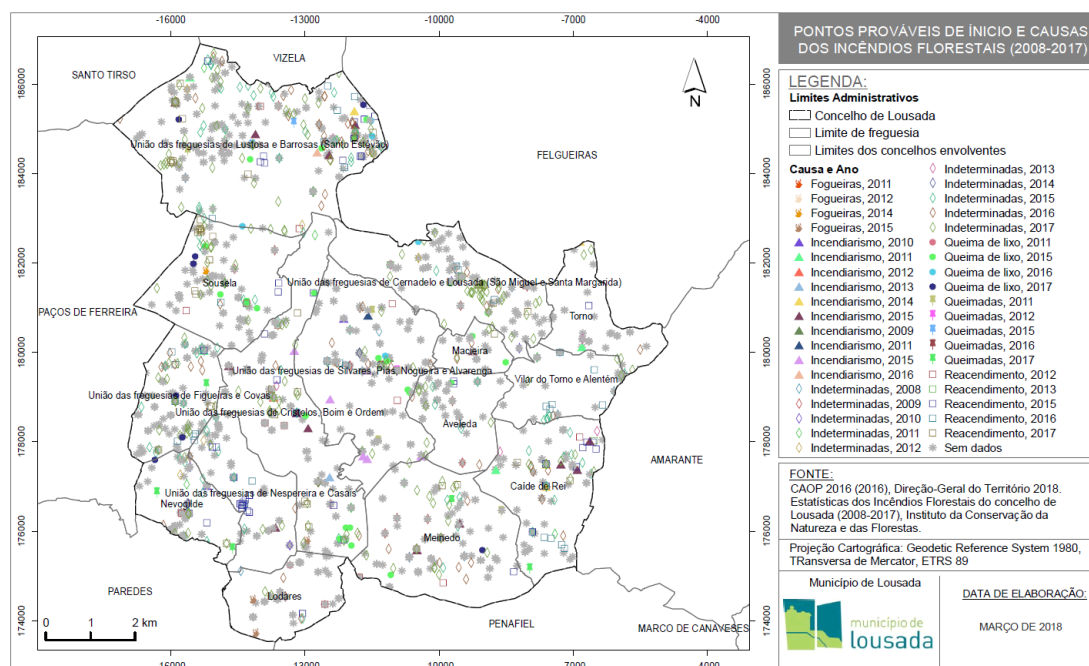 -16000 -13000 -10000 -7000 -4000
PONTOS PROVÁVEIS DE ÍNICIO E CAUSAS
DOS INCÊNDIOS FLORESTAIS (2008-2017)
VIZELA
SANTO TIRSO
N
FELGUEIRAS
União das freguesias de Lustosa e Barrosas (Santo Estevão)
Sousela
União das freguesias de Cernadelo e Lousada (São Miguel e Santa Margarida)
PAÇOS DE FERREIRA
Torno
Macieira
União das freguesias de Silvares, Pias, Nogueira e Alvarenga
Vilar do Torno e Alentém
União das freguesias de Figueiras e Covas
União das freguesias de Cristelos, Boim e Ordem
Aveleda
AMARANTE
Caíde de Rei
União das freguesias de Nespereira e Casais
Nevogilde
Meinedo
PAREDES
Lodares
PENAFIEL
MARCO DE CANAVESES
0 1 2 km
186000
184000
182000
180000
178000
176000
174000
186000
184000
182000
180000
178000
176000
174000
-16000 -13000 -10000 -7000 -4000
LEGENDA:
Limites Administrativos
Concelho de Lousada
Limite de freguesia
Limites dos concelhos envolventes
Causa e Ano
Fogueiras, 2011
Fogueiras, 2012
Fogueiras, 2014
Fogueiras, 2015
Incendiarismo, 2010
Incendiarismo, 2011
Incendiarismo, 2012
Incendiarismo, 2013
Incendiarismo, 2014
Incendiarismo, 2015
Incendiarismo, 2009
Incendiarismo, 2011
Incendiarismo, 2015
Incendiarismo, 2016
Indeterminadas, 2008
Indeterminadas, 2009
Indeterminadas, 2010
Indeterminadas, 2011
Indeterminadas, 2012
Indeterminadas, 2013
Indeterminadas, 2014
Indeterminadas, 2015
Indeterminadas, 2016
Indeterminadas, 2017
Queima de lixo, 2011
Queima de lixo, 2015
Queima de lixo, 2016
Queima de lixo, 2017
Queimadas, 2011
Queimadas, 2012
Queimadas, 2015
Queimadas, 2016
Queimadas, 2017
Reacendimento, 2012
Reacendimento, 2013
Reacendimento, 2015
Reacendimento, 2016
Reacendimento, 2017
Sem dados
FONTE:
CAOP 2016 (2016), Direção-Geral do Território 2018.
Estatísticas dos Incêndios Florestais do concelho de
Lousada (2008-2017), Instituto da Conservação da
Natureza e das Florestas.
Projeção Cartográfica: Geodetic Reference System 1980,
TRansversa de Mercator, ETRS 89
Município de Lousada
município de
lousada
DATA DE ELABORAÇÃO:
MARÇO DE 2018